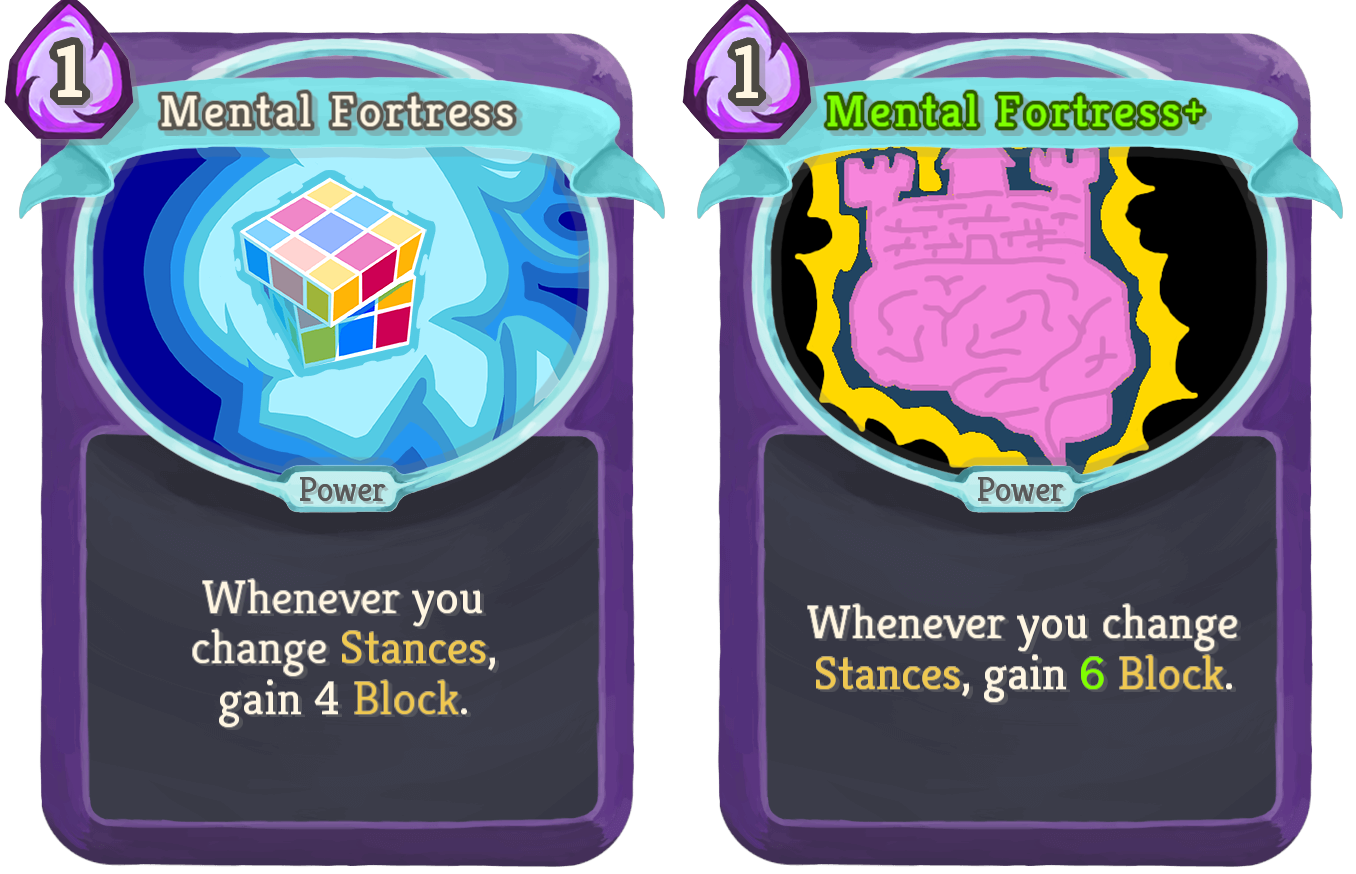 1
Mental Fortress
Power
Whenever you
change Stances,
gain 4 Block.
1
Mental Fortress+
Power
Whenever you change
Stances, gain 6 Block.